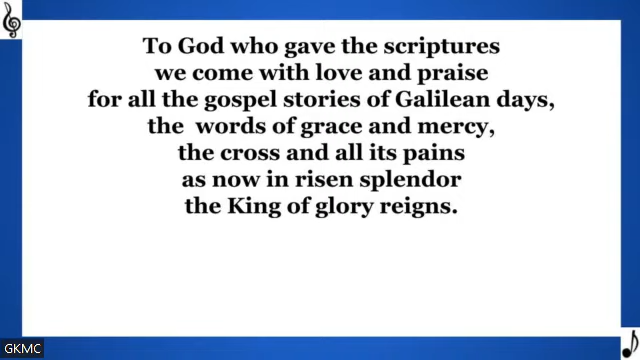 To God who gave the scriptures
we come with love and praise
for all the gospel stories of Galilean days,
the words of grace and mercy,
the cross and all its pains
as now in risen splendor
the King of glory reigns.
GKMC